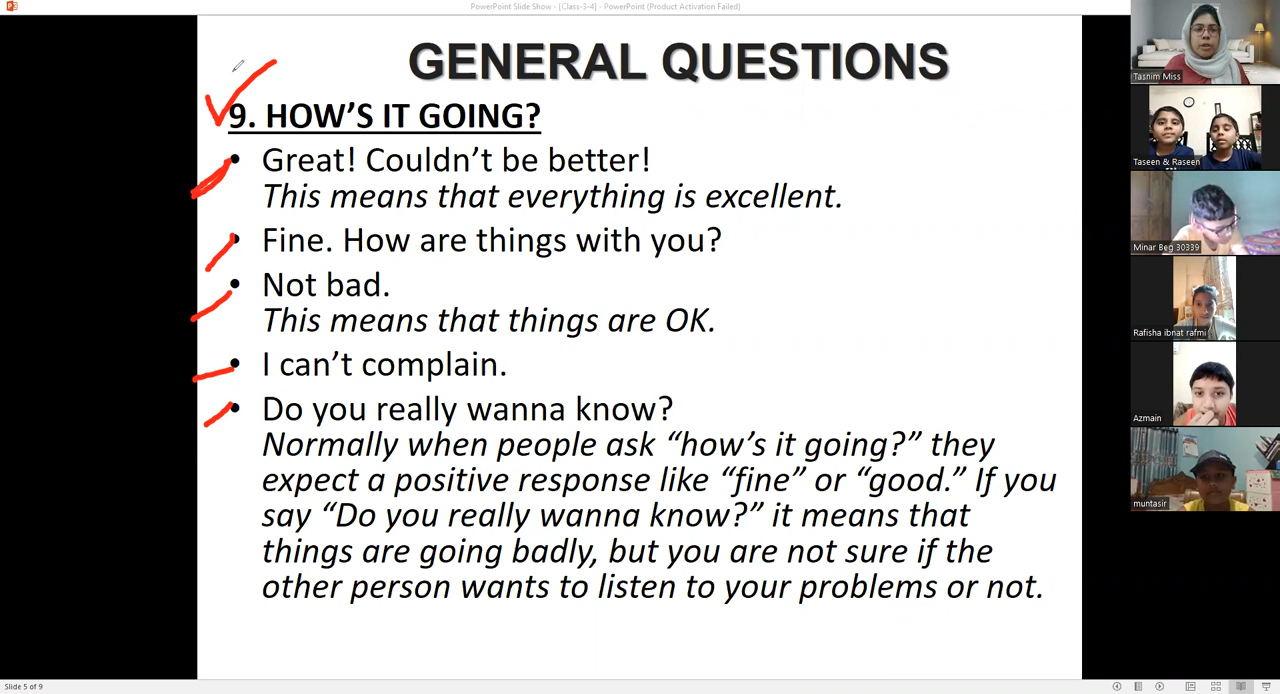 PowerPoint Slide Show - [Class-3-4] - PowerPoint (Product Activation Failed)
GENERAL QUESTIONS
9. HOW’S IT GOING?
• Great! Couldn’t be better!
This means that everything is excellent.
• Fine. How are things with you?
• Not bad.
This means that things are OK.
• I can’t complain.
• Do you really wanna know?
Normally when people ask “how’s it going?” they
expect a positive response like “fine” or “good.” If you
say “Do you really wanna know?” it means that
things are going badly, but you are not sure if the
other person wants to listen to your problems or not.
Tasnim Miss
Taseen & Raseen
Minar Beg 30339
Rafisha ibnat rafmi
Azmain
muntasir
Slide 5 of 9